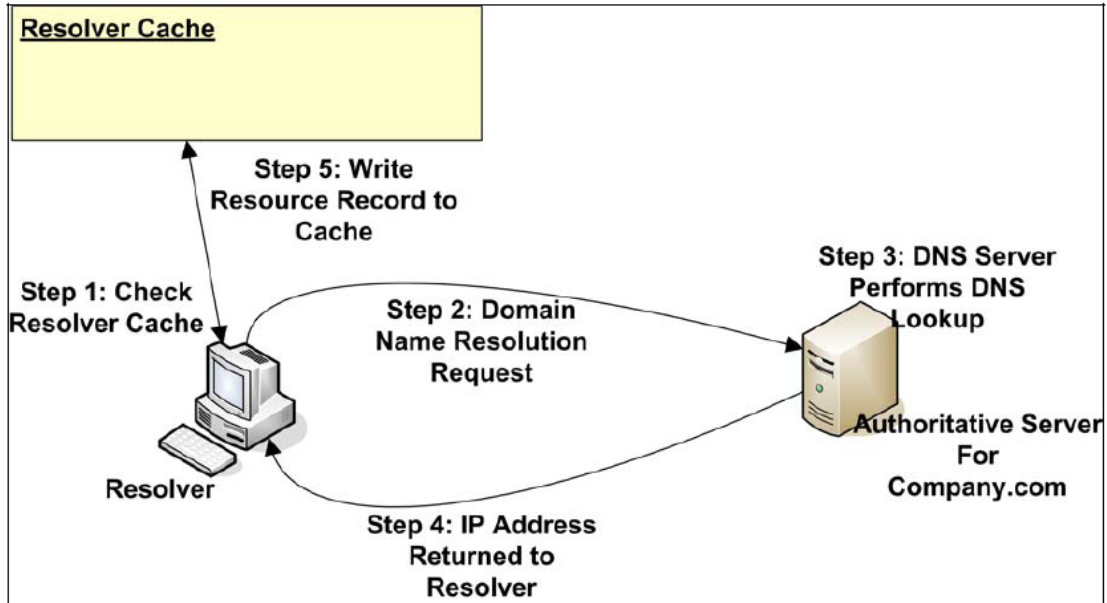 Resolver Cache
Step 5: Write
Resource Record to
Cache
Step 1: Check
Resolver Cache
Step 2: Domain
Name Resolution
Request
Step 3: DNS Server
Performs DNS
Lookup
Authoritative Server
For
Company.com
Resolver
Step 4: IP Address
Returned to
Resolver